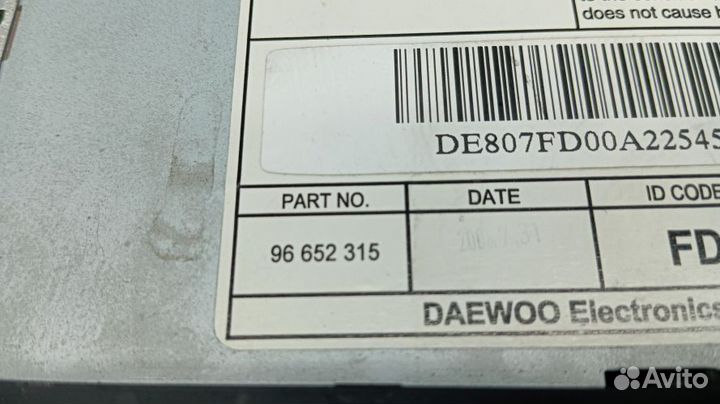 does not cause
DE807FD00A22545
PART NO.
DATE
ID CODE
96 652 315
FD
DAEWOO Electronics
Avito